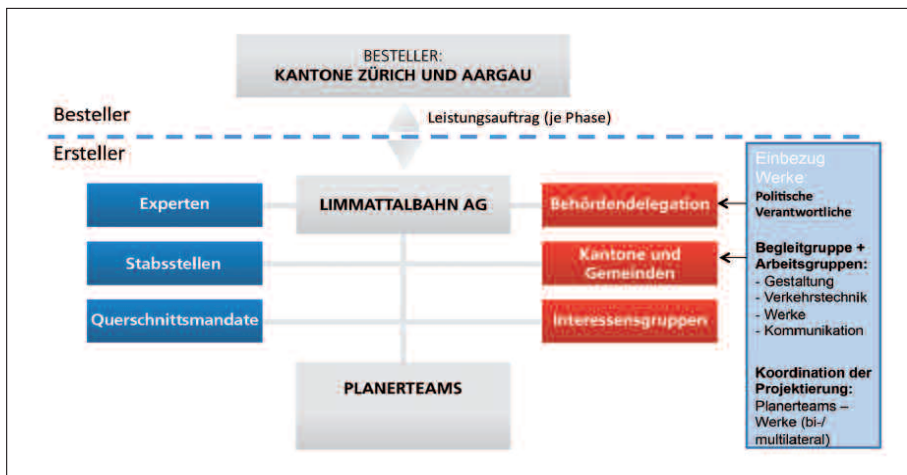 BESTELLER:
KANTONE ZÜRICH UND AARGAU
Besteller
Leistungsauftrag (je Phase)
Ersteller
Experten
LIMMATTALBAHN AG
Behördendelegation
Stabsstellen
Kantone und
Gemeinden
Querschnittsmandate
Interessensgruppen
PLANERTEAMS
Einbezug
Werke:
Politische
Verantwortliche
Begleitgruppe +
Arbeitsgruppen:
- Gestaltung
- Verkehrstechnik
- Werke
- Kommunikation
Koordination der
Projektierung:
Planerteams –
Werke (bi-/
multilateral)